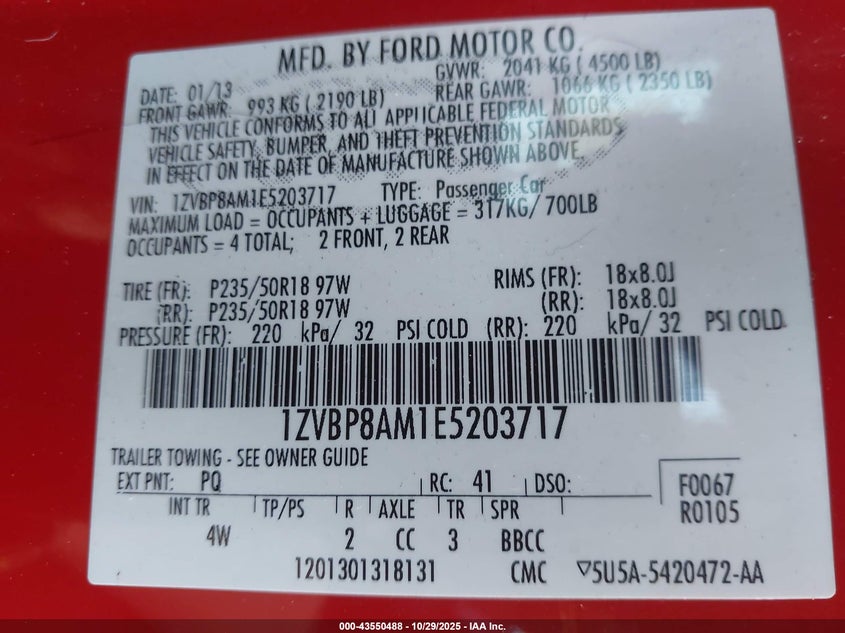 MFD. BY FORD MOTOR CO.
DATE: 01/13 GVWR: 2041 KG ( 4500 LB)
FRONT GAWR: 993 KG ( 2190 LB) REAR GAWR: 1066 KG ( 2350 LB)
THIS VEHICLE CONFORMS TO ALL APPLICABLE FEDERAL MOTOR
VEHICLE SAFETY, BUMPER, AND THEFT PREVENTION STANDARDS
IN EFFECT ON THE DATE OF MANUFACTURE SHOWN ABOVE.
VIN: 1ZVBP8AM1E5203717 TYPE: Passenger Car
MAXIMUM LOAD = OCCUPANTS + LUGGAGE = 317KG/ 700LB
OCCUPANTS = 4 TOTAL; 2 FRONT, 2 REAR
TIRE (FR): P235/50R18 97W RIMS (FR): 18x8.0J
(RR): P235/50R18 97W (RR): 18x8.0J
PRESSURE (FR): 220 kPa/ 32 PSI COLD (RR): 220 kPa/ 32 PSI COLD
1ZVBP8AM1E5203717
TRAILER TOWING - SEE OWNER GUIDE
EXT PNT: PQ RC: 41 DSO: F0067
INT TR TP/PS R AXLE TR SPR R0105
4W 2 CC 3 BBCC
1201301318131 CMC ▽5U5A-5420472-AA
000-43550488 - 10/29/2025 - IAA Inc.